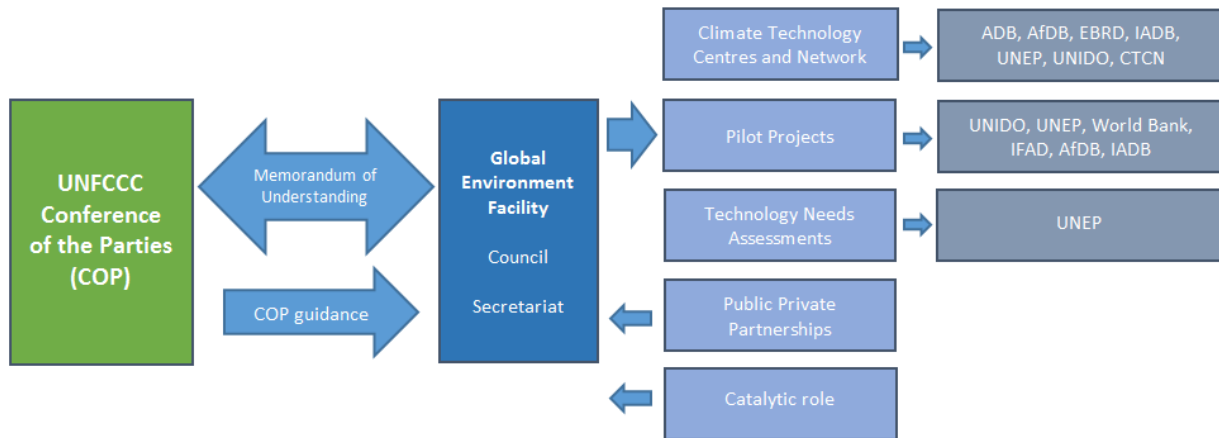 UNFCCC
Conference
of the Parties
(COP)
Memorandum of
Understanding
COP guidance
Global
Environment
Facility
Council
Secretariat
Climate Technology
Centres and Network
ADB, AfDB, EBRD, IADB,
UNEP, UNIDO, CTCN
Pilot Projects
UNIDO, UNEP, World Bank,
IFAD, AfDB, IADB
Technology Needs
Assessments
UNEP
Public Private
Partnerships
Catalytic role